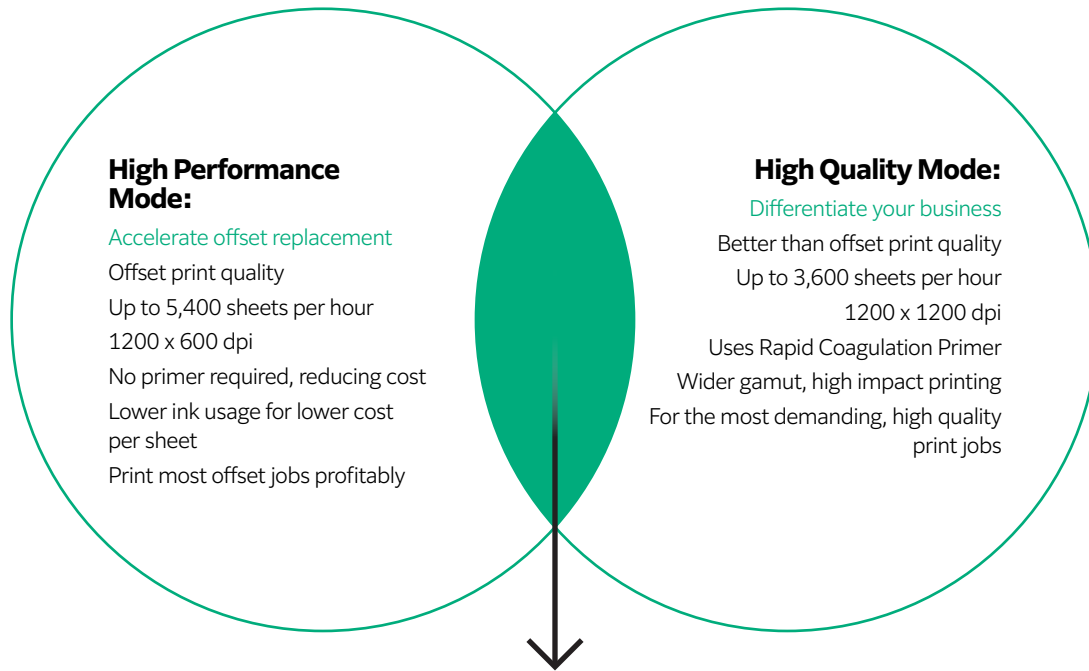 High Performance
Mode:
Accelerate offset replacement
Offset print quality
Up to 5,400 sheets per hour
1200 x 600 dpi
No primer required, reducing cost
Lower ink usage for lower cost
per sheet
Print most offset jobs profitably
High Quality Mode:
Differentiate your business
Better than offset print quality
Up to 3,600 sheets per hour
1200 x 1200 dpi
Uses Rapid Coagulation Primer
Wider gamut, high impact printing
For the most demanding, high quality
print jobs